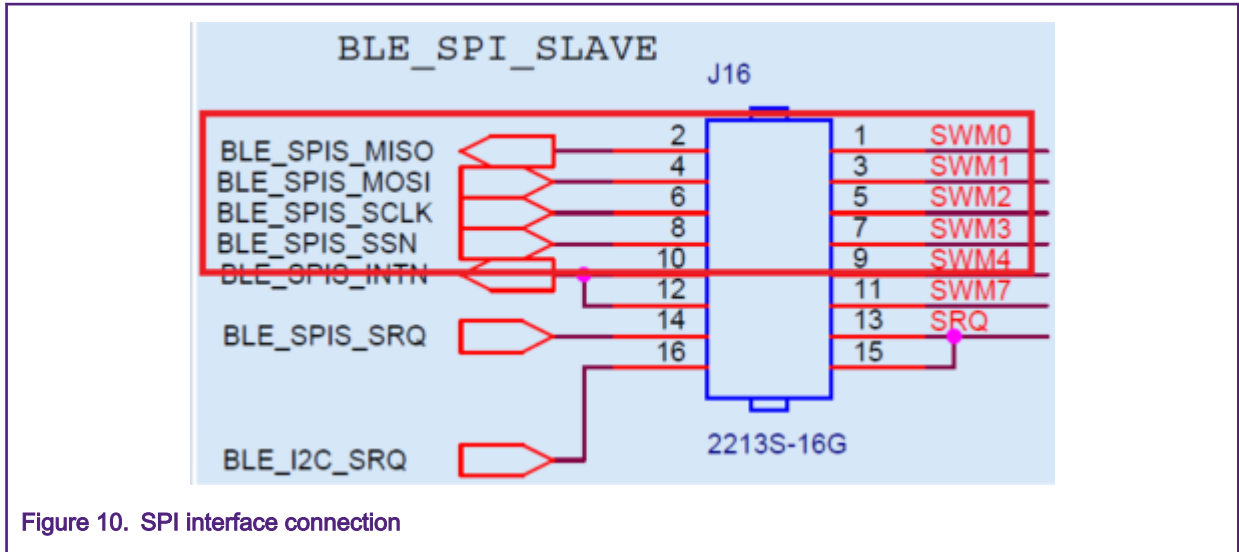 BLE_SPI_SLAVE
J16
BLE_SPIS_MISO 2 1 SWM0
BLE_SPIS_MOSI 4 3 SWM1
BLE_SPIS_SCLK 6 5 SWM2
BLE_SPIS_SSN 8 7 SWM3
BLE_SPIS_INTN 10 9 SWM4
12 11 SWM7
BLE_SPIS_SRQ 14 13 SRQ
16 15
BLE_I2C_SRQ
2213S-16G
Figure 10. SPI interface connection